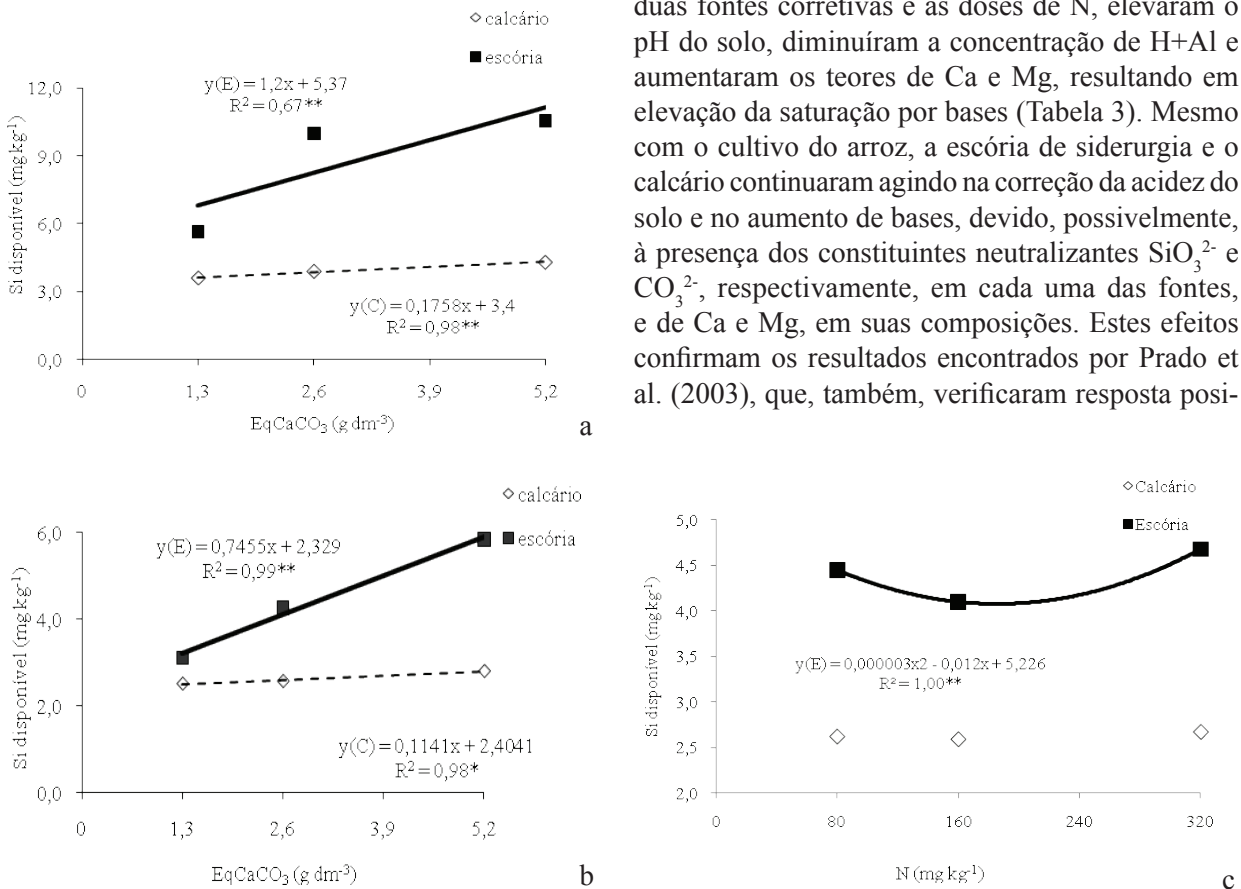 ◇ calcário
■ escória
y(E) = 1,2x + 5,37
R² = 0,67**
12,0
9,0
6,0
3,0
0,0
Si disponível (mg kg⁻¹)
y(C) = 0,1758x + 3,4
R² = 0,98**
0 1,3 2,6 3,9 5,2
EqCaCO₃ (g dm⁻³)
a
duas fontes corretivas e as doses de N, elevaram o
pH do solo, diminuíram a concentração de H+Al e
aumentaram os teores de Ca e Mg, resultando em
elevação da saturação por bases (Tabela 3). Mesmo
com o cultivo do arroz, a escória de siderurgia e o
calcário continuaram agindo na correção da acidez do
solo e no aumento de bases, devido, possivelmente,
à presença dos constituintes neutralizantes SiO₃²⁻ e
CO₃²⁻, respectivamente, em cada uma das fontes,
e de Ca e Mg, em suas composições. Estes efeitos
confirmam os resultados encontrados por Prado et
al. (2003), que, também, verificaram resposta posi-
◇ calcário
■ escória
y(E) = 0,7455x + 2,329
R² = 0,99**
6,0
4,0
2,0
0,0
Si disponível (mg kg⁻¹)
y(C) = 0,1141x + 2,4041
R² = 0,98*
0 1,3 2,6 3,9 5,2
EqCaCO₃ (g dm⁻³)
b
◇ Calcário
■ Escória
5,0
4,5
4,0
3,5
3,0
2,5
2,0
Si disponível (mg kg⁻¹)
y(E) = 0,000003x2 - 0,012x + 5,226
R² = 1,00**
0 80 160 240 320
N (mg kg⁻¹)
c